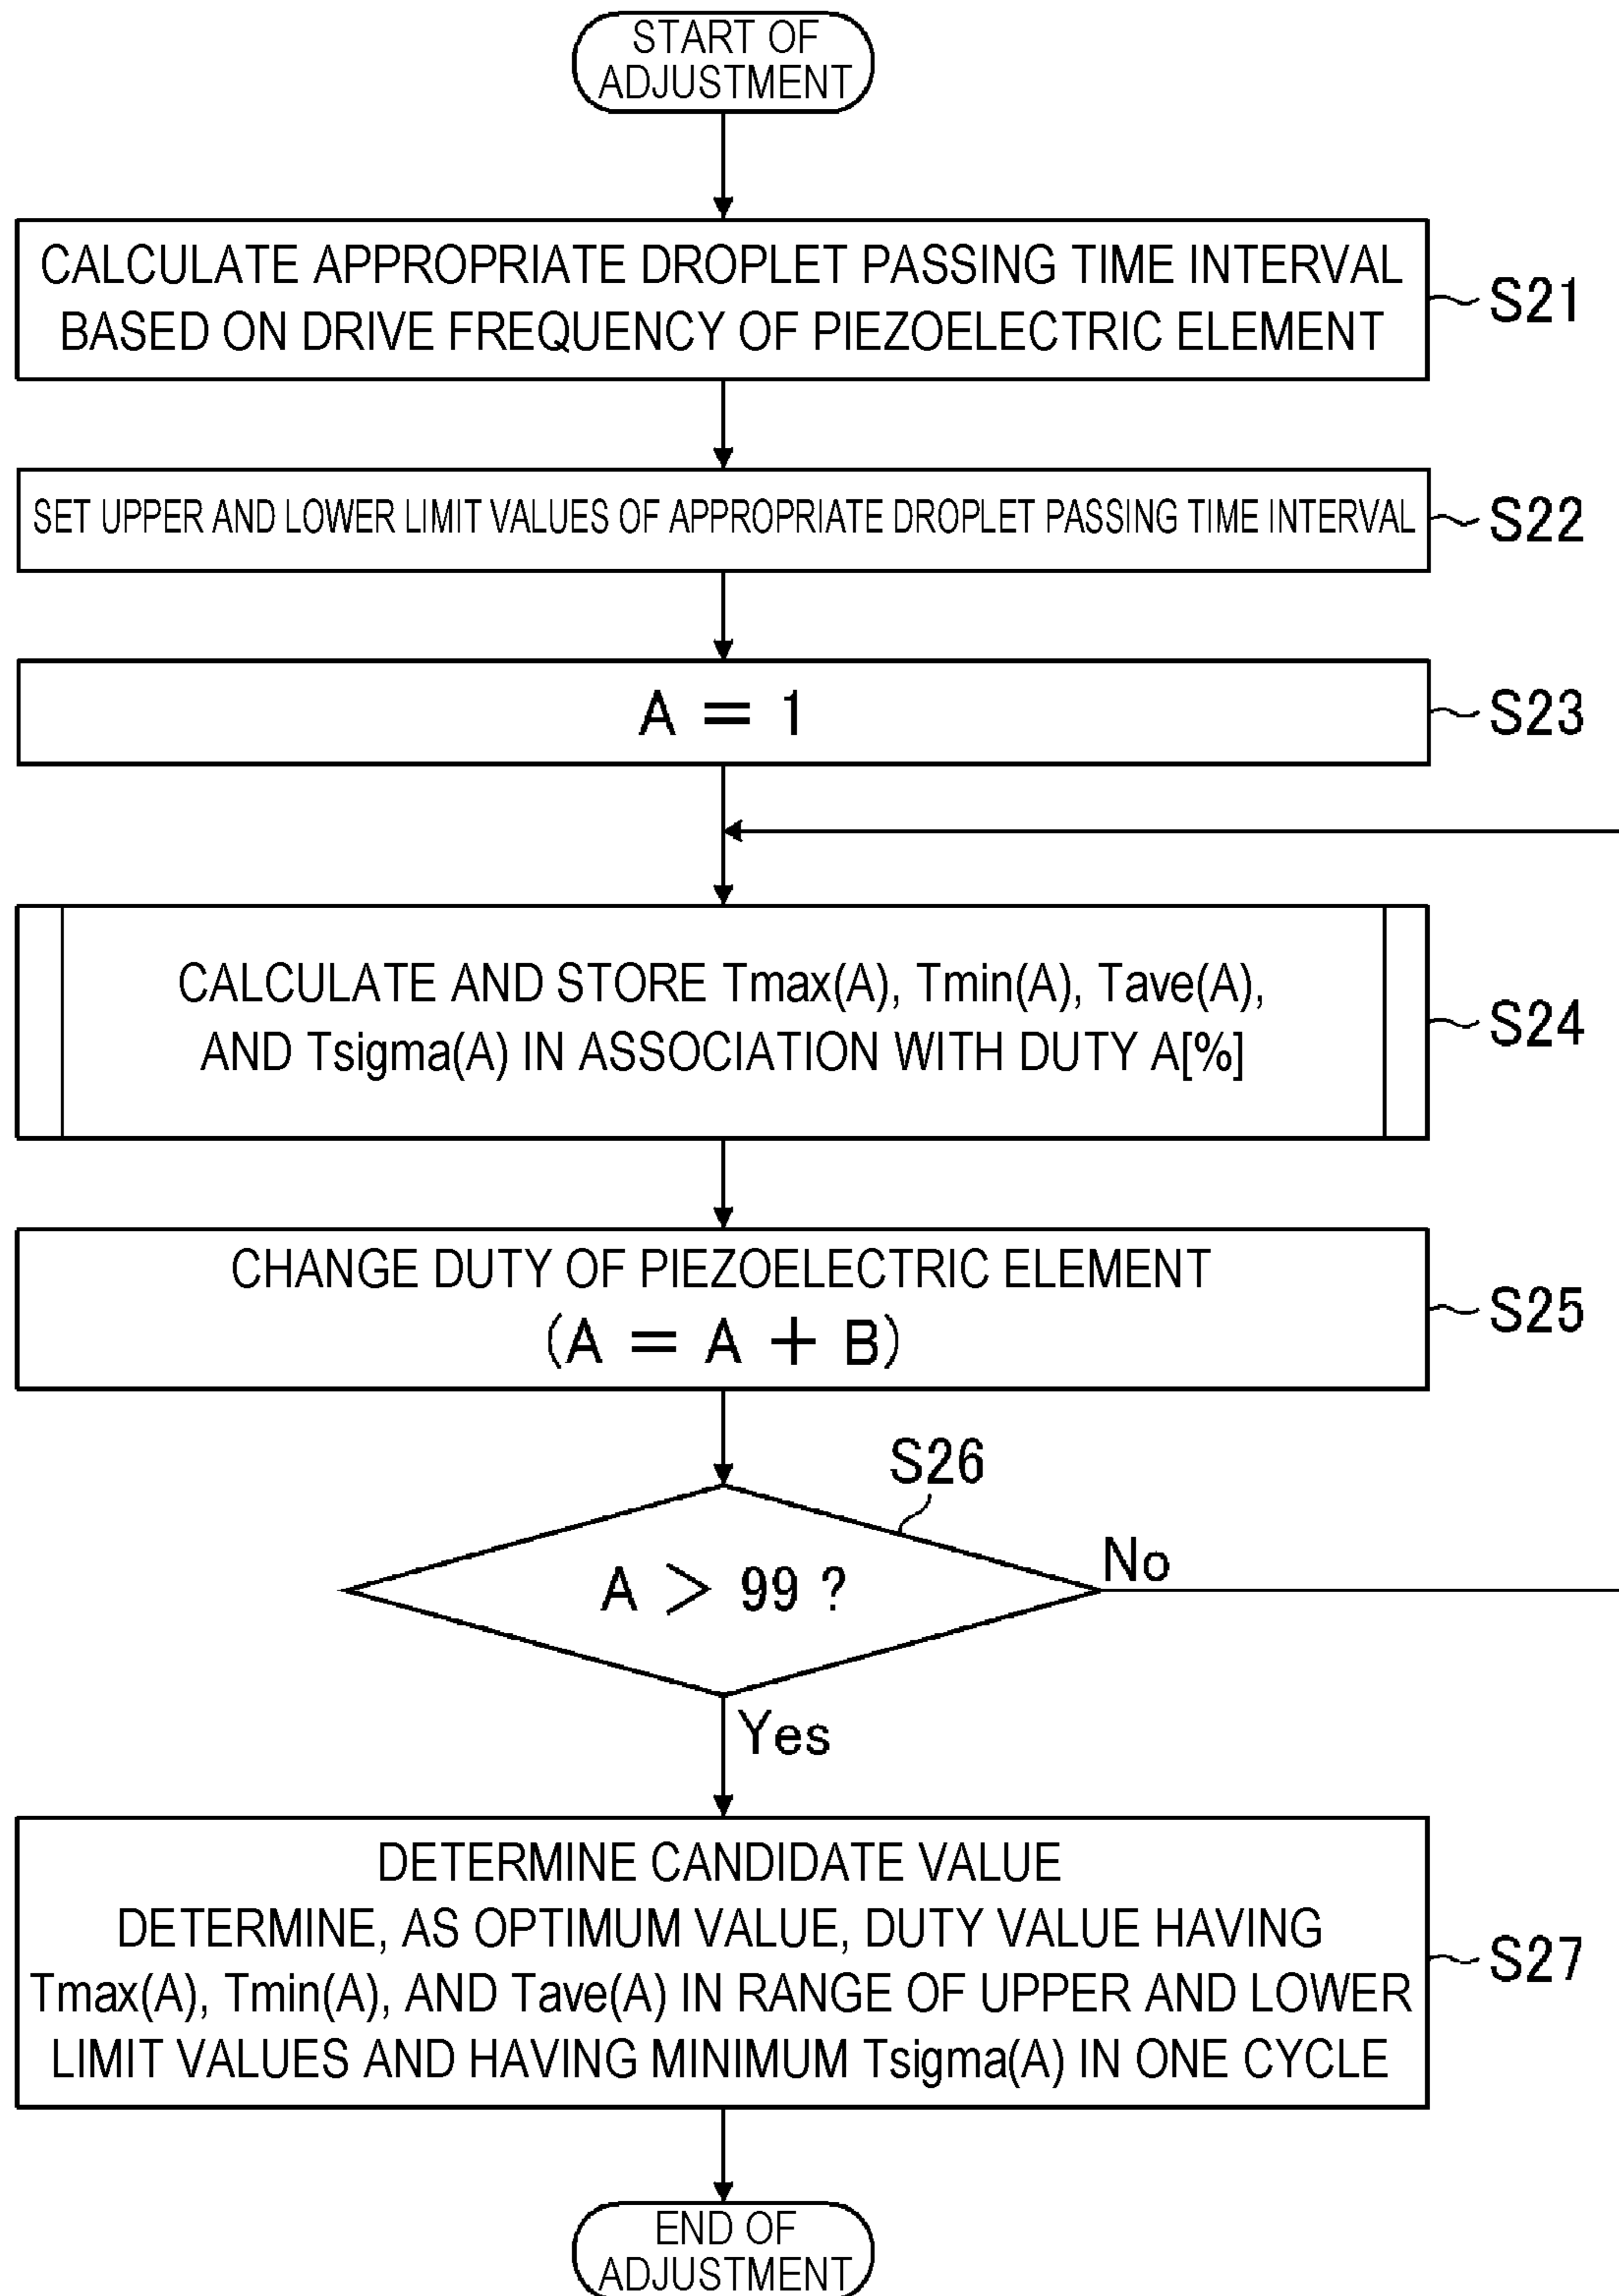 START OF
ADJUSTMENT
CALCULATE APPROPRIATE DROPLET PASSING TIME INTERVAL
BASED ON DRIVE FREQUENCY OF PIEZOELECTRIC ELEMENT
S21
SET UPPER AND LOWER LIMIT VALUES OF APPROPRIATE DROPLET PASSING TIME INTERVAL
S22
A = 1
S23
CALCULATE AND STORE Tmax(A), Tmin(A), Tave(A),
AND Tsigma(A) IN ASSOCIATION WITH DUTY A[%]
S24
CHANGE DUTY OF PIEZOELECTRIC ELEMENT
(A = A + B)
S25
S26
A > 99 ?
No
Yes
DETERMINE CANDIDATE VALUE
DETERMINE, AS OPTIMUM VALUE, DUTY VALUE HAVING
Tmax(A), Tmin(A), AND Tave(A) IN RANGE OF UPPER AND LOWER
LIMIT VALUES AND HAVING MINIMUM Tsigma(A) IN ONE CYCLE
S27
END OF
ADJUSTMENT